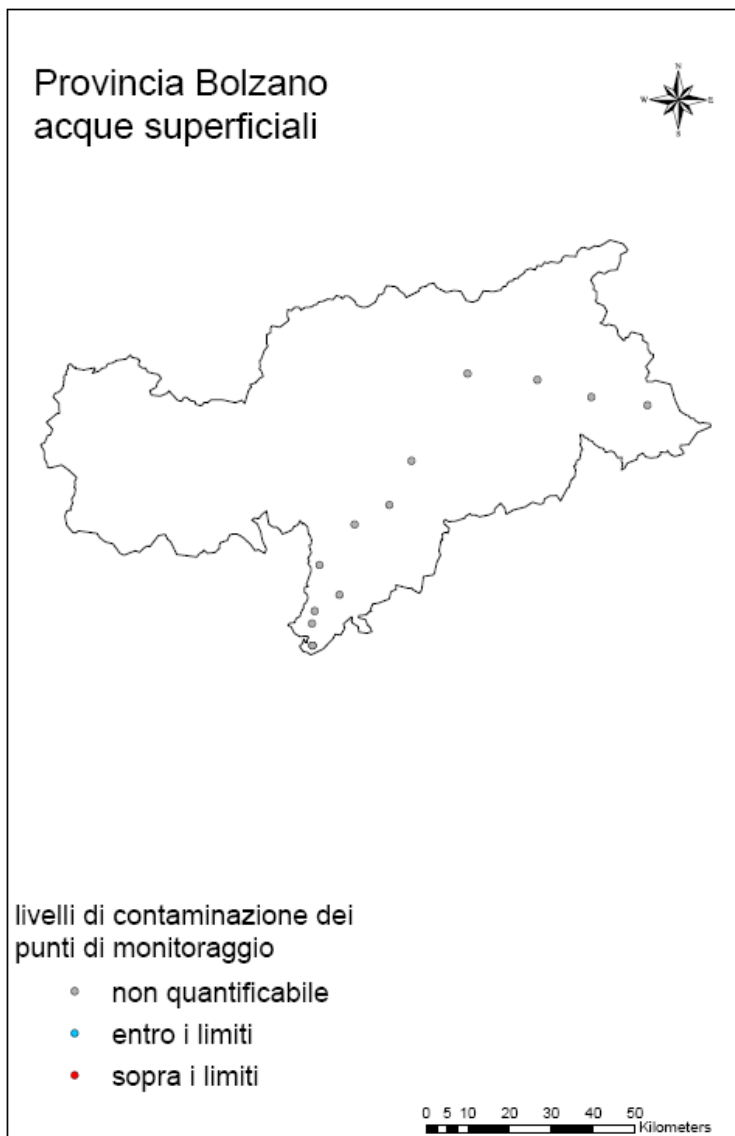 Provincia Bolzano
acque superficiali
N
W E
S
livelli di contaminazione dei
punti di monitoraggio
non quantificabile
entro i limiti
sopra i limiti
0 5 10 20 30 40 50
Kilometers